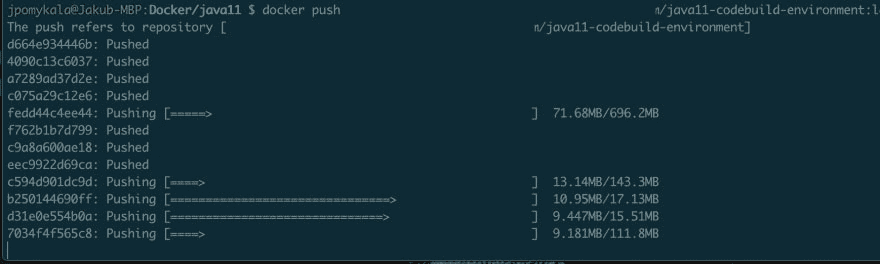 jpomykala@Jakub-MBP:Docker/java11 $ docker push /java11-codebuild-environment:l
The push refers to repository [ /java11-codebuild-environment]
d664e934446b: Pushed
4090c13c6037: Pushed
a7289ad37d2e: Pushed
c075a29c12e6: Pushed
fedd44c4ee44: Pushing [=====> ] 71.68MB/696.2MB
f762b1b7d799: Pushed
c9a8a600ae18: Pushed
eec9922d69ca: Pushed
c594d901dc9d: Pushing [====> ] 13.14MB/143.3MB
b250144690ff: Pushing [===============================> ] 10.95MB/17.13MB
d31e0e554b0a: Pushing [==============================> ] 9.447MB/15.51MB
7034f4f565c8: Pushing [====> ] 9.181MB/111.8MB